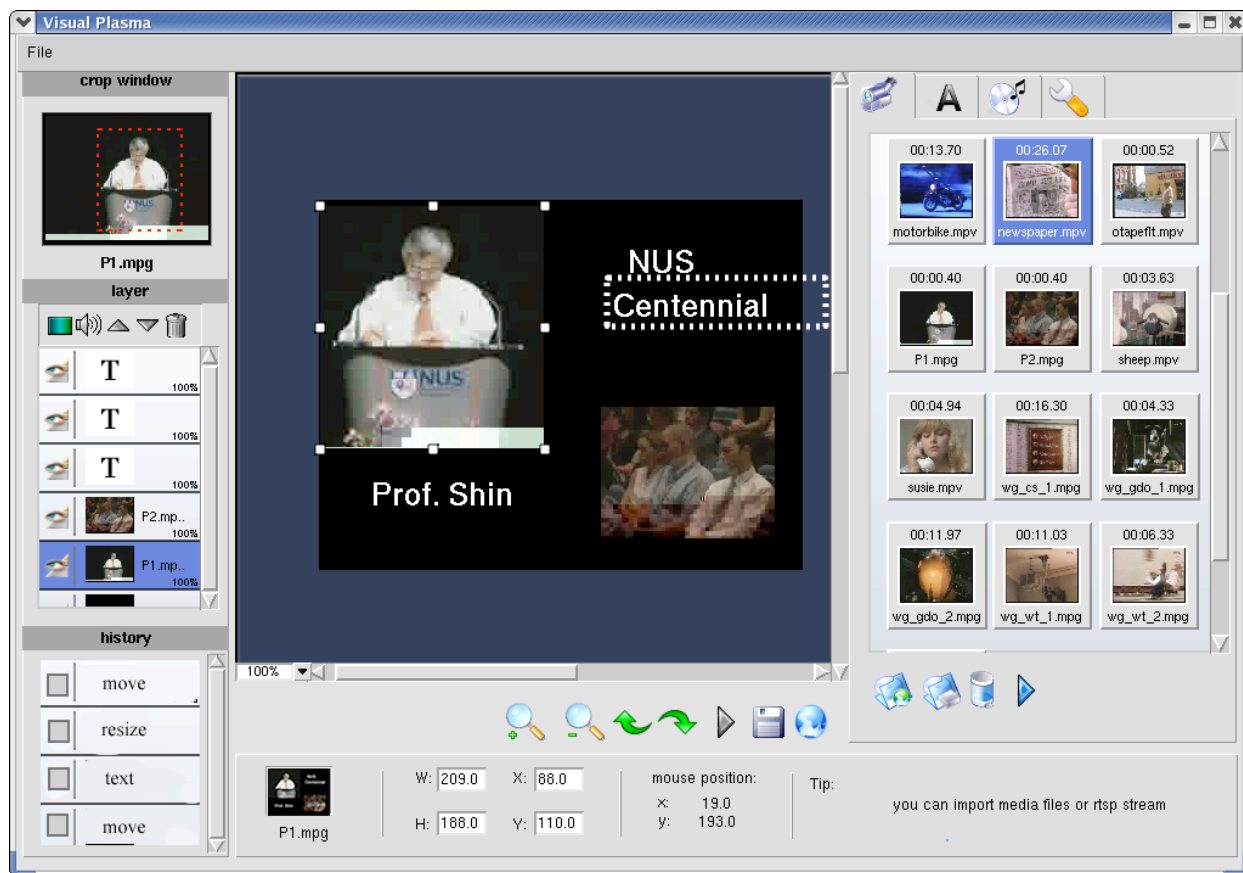 Visual Plasma
File
crop window
P1.mpg
layer
T
100%
T
100%
T
100%
P2.mp..
100%
P1.mp..
100%
history
move
resize
text
move
NUS
NUS
Centennial
Prof. Shin
100%
A
00:13.70 00:26.07 00:00.52
motorbike.mpv newspaper.mpv otapeflt.mpv
00:00.40 00:00.40 00:03.63
P1.mpg P2.mpg sheep.mpv
00:04.94 00:16.30 00:04.33
susie.mpv wg_cs_1.mpg wg_gdo_1.mpg
00:11.97 00:11.03 00:06.33
wg_gdo_2.mpg wg_wt_1.mpg wg_wt_2.mpg
P1.mpg
W: 209.0 X: 88.0
H: 188.0 Y: 110.0
mouse position:
x: 19.0
y: 193.0
Tip:
you can import media files or rtsp stream